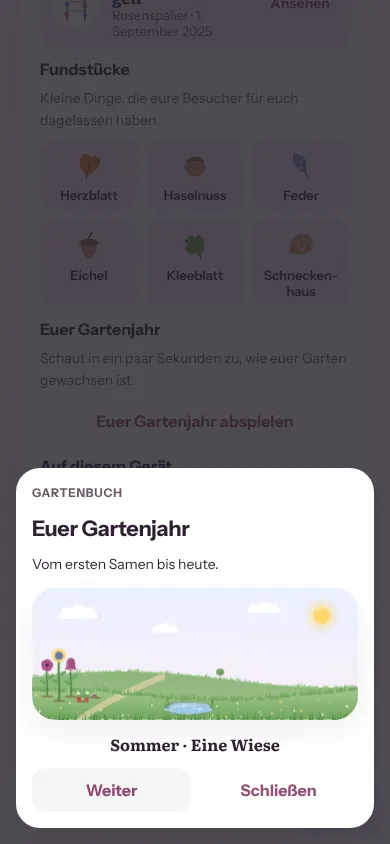 gen
Ansehen
Rosenspalier · 1
September 2025
Fundstücke
Kleine Dinge, die eure Besucher für euch
dagelassen haben.
Herzblatt
Haselnuss
Feder
Eichel
Kleeblatt
Schnecken-
haus
Euer Gartenjahr
Schaut in ein paar Sekunden zu, wie euer Garten
gewachsen ist.
Euer Gartenjahr abspielen
Auf diesem Gerät
GARTENBUCH
Euer Gartenjahr
Vom ersten Samen bis heute.
Sommer · Eine Wiese
Weiter
Schließen